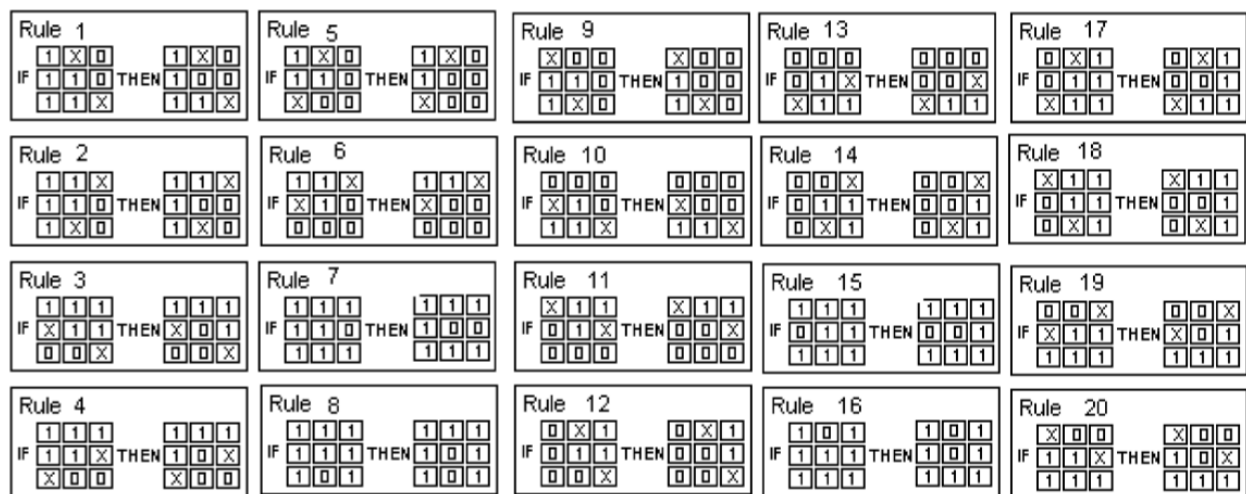 Rule 1
1 X 0 1 X 0
IF 1 1 0 THEN 1 0 0
1 1 X 1 1 X
Rule 5
1 X 0 1 X 0
IF 1 1 0 THEN 1 0 0
X 0 0 X 0 0
Rule 9
X 0 0 X 0 0
IF 1 1 0 THEN 1 0 0
1 X 0 1 X 0
Rule 13
0 0 0 0 0 0
IF 0 1 X THEN 0 0 X
X 1 1 X 1 1
Rule 17
0 X 1 0 X 1
IF 0 1 1 THEN 0 0 1
X 1 1 X 1 1
Rule 2
1 1 X 1 1 X
IF 1 1 0 THEN 1 0 0
1 X 0 1 X 0
Rule 6
1 1 X 1 1 X
IF X 1 0 THEN X 0 0
0 0 0 0 0 0
Rule 10
0 0 0 0 0 0
IF X 1 0 THEN X 0 0
1 1 X 1 1 X
Rule 14
0 0 X 0 0 X
IF 0 1 1 THEN 0 0 1
0 X 1 0 X 1
Rule 18
X 1 1 X 1 1
IF 0 1 1 THEN 0 0 1
0 X 1 0 X 1
Rule 3
1 1 1 1 1 1
IF X 1 1 THEN X 0 1
0 0 X 0 0 X
Rule 7
1 1 1 1 1 1
IF 1 1 0 THEN 1 0 0
1 1 1 1 1 1
Rule 11
X 1 1 X 1 1
IF 0 1 X THEN 0 0 X
0 0 0 0 0 0
Rule 15
1 1 1 1 1 1
IF 0 1 1 THEN 0 0 1
1 1 1 1 1 1
Rule 19
0 0 X 0 0 X
IF X 1 1 THEN X 0 1
1 1 1 1 1 1
Rule 4
1 1 1 1 1 1
IF 1 1 X THEN 1 0 X
X 0 0 X 0 0
Rule 8
1 1 1 1 1 1
IF 1 1 1 THEN 1 0 1
1 0 1 1 0 1
Rule 12
0 X 1 0 X 1
IF 0 1 1 THEN 0 0 1
0 0 X 0 0 X
Rule 16
1 0 1 1 0 1
IF 1 1 1 THEN 1 0 1
1 1 1 1 1 1
Rule 20
X 0 0 X 0 0
IF 1 1 X THEN 1 0 X
1 1 1 1 1 1